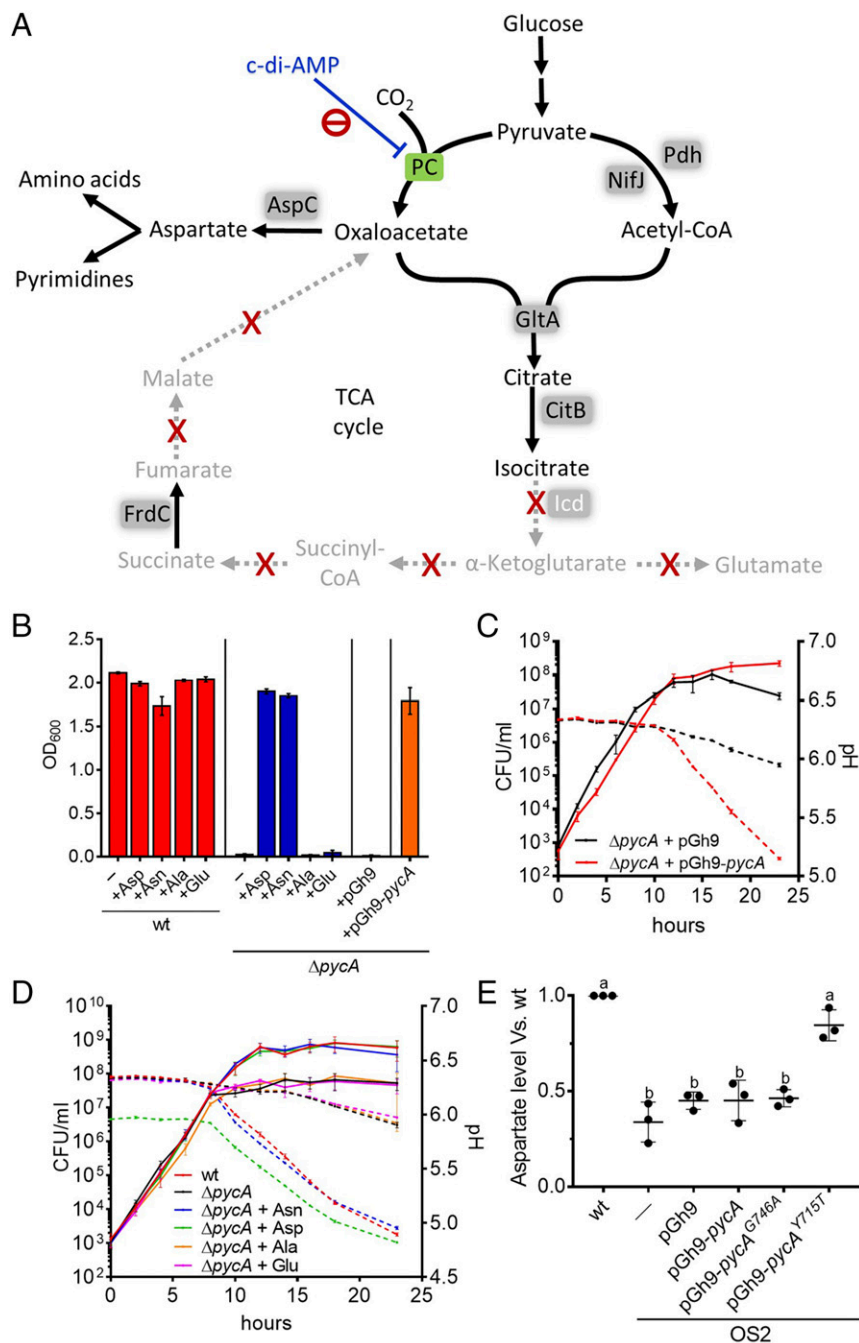 A
Glucose
c-di-AMP
CO2
Pyruvate
Pdh
PC
NifJ
Amino acids
AspC
Aspartate
Oxaloacetate
Acetyl-CoA
Pyrimidines
GltA
Malate
Citrate
TCA
cycle
CitB
Fumarate
Isocitrate
FrdC
Icd
Succinate
Succinyl-
CoA
α-Ketoglutarate
Glutamate
X
X
X
X
X
X
B
2.5
2.0
1.5
1.0
0.5
0.0
OD600
–
+Asp
+Asn
+Ala
+Glu
–
+Asp
+Asn
+Ala
+Glu
+pGh9
+pGh9-pycA
wt
ΔpycA
C
10^9
10^8
10^7
10^6
10^5
10^4
10^3
10^2
CFU/ml
7.0
6.5
6.0
5.5
5.0
pH
ΔpycA + pGh9
ΔpycA + pGh9-pycA
0 5 10 15 20 25
hours
D
10^10
10^9
10^8
10^7
10^6
10^5
10^4
10^3
10^2
CFU/ml
7.0
6.5
6.0
5.5
5.0
4.5
pH
wt
ΔpycA
ΔpycA + Asn
ΔpycA + Asp
ΔpycA + Ala
ΔpycA + Glu
0 5 10 15 20 25
hours
E
Aspartate level Vs. wt
1.0
0.5
0.0
a
b
b
b
b
a
wt
—
pGh9
pGh9-pycA
pGh9-pycA^G746A
pGh9-pycA^Y715T
OS2